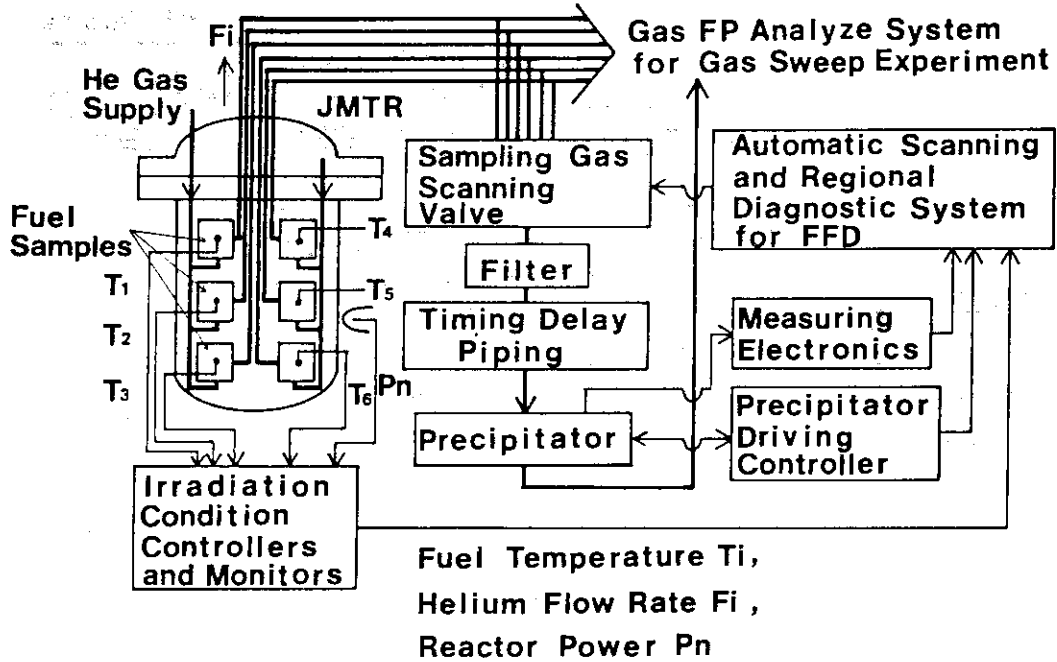 Fi
He Gas
Supply
JMTR
Gas FP Analyze System
for Gas Sweep Experiment
Sampling Gas
Scanning
Valve
Automatic Scanning
and Regional
Diagnostic System
for FFD
Fuel
Samples
T4
Filter
T1
T5
Timing Delay
Piping
Measuring
Electronics
T2
T3
T6
Pn
Precipitator
Precipitator
Driving
Controller
Irradiation
Condition
Controllers
and Monitors
Fuel Temperature Ti,
Helium Flow Rate Fi,
Reactor Power Pn